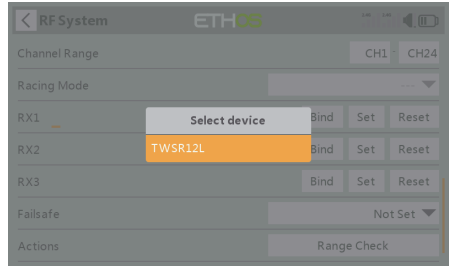 RF System
ETHOS
Channel Range
CH1 - CH24
Racing Mode
--- 
RX1
Bind Set Reset
Select device
TWSR12L
RX2
Bind Set Reset
RX3
Bind Set Reset
Failsafe
Not Set
Actions
Range Check